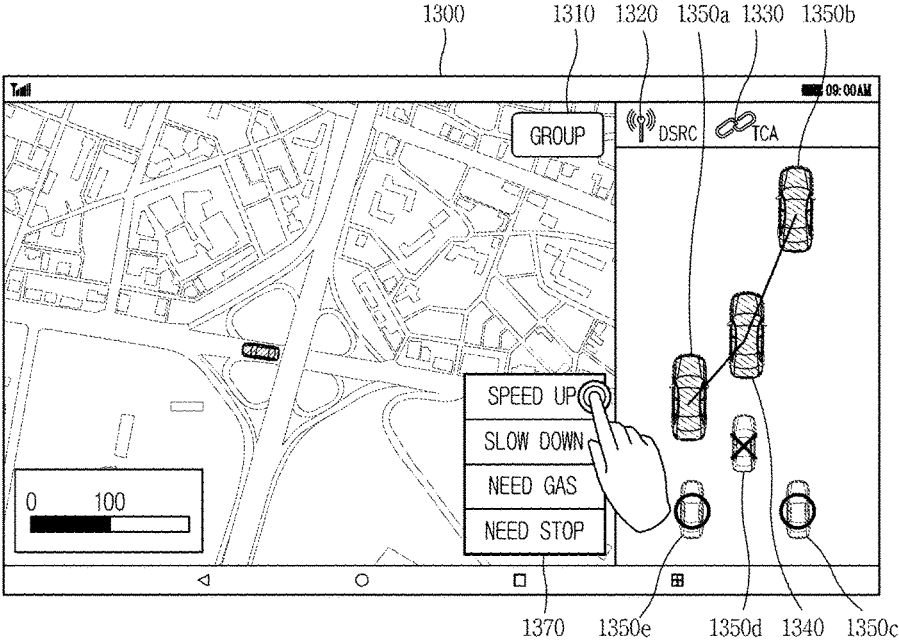 1300 1310 1320 1350a 1330 1350b
09:00AM
GROUP DSRC TCA
SPEED UP
SLOW DOWN
0 100
NEED GAS
NEED STOP
1370 1350e 1350d 1340 1350c